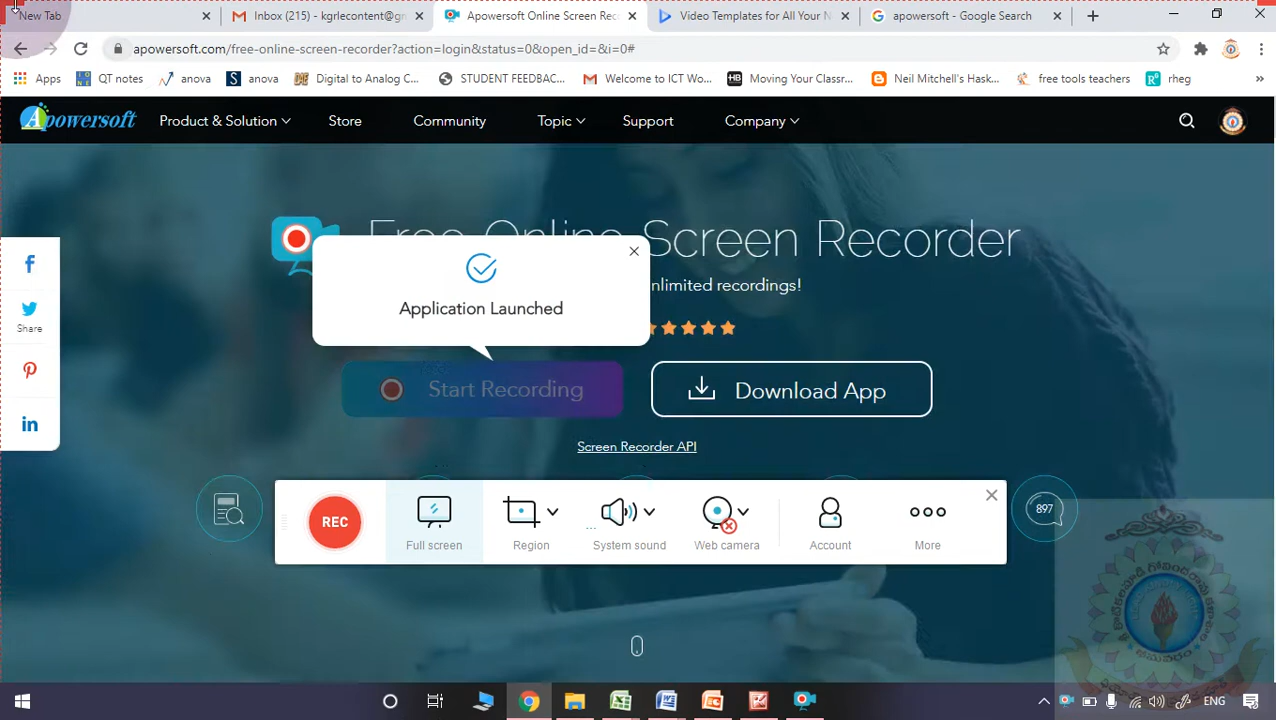 New Tab
Inbox (215) - kgrlecontent@gr
Apowersoft Online Screen Recr
Video Templates for All Your N
apowersoft - Google Search
apowersoft.com/free-online-screen-recorder?action=login&status=0&open_id=&i=0#
Apps
QT notes
anova
anova
Digital to Analog C...
STUDENT FEEDBAC...
Welcome to ICT Wo...
Moving Your Classr...
Neil Mitchell's Hask...
free tools teachers
rheg
Apowersoft
Product & Solution
Store
Community
Topic
Support
Company
Free Online Screen Recorder
nlimited recordings!
Application Launched
Start Recording
Download App
Screen Recorder API
Share
897
REC
Full screen
Region
System sound
Web camera
Account
More
ENG